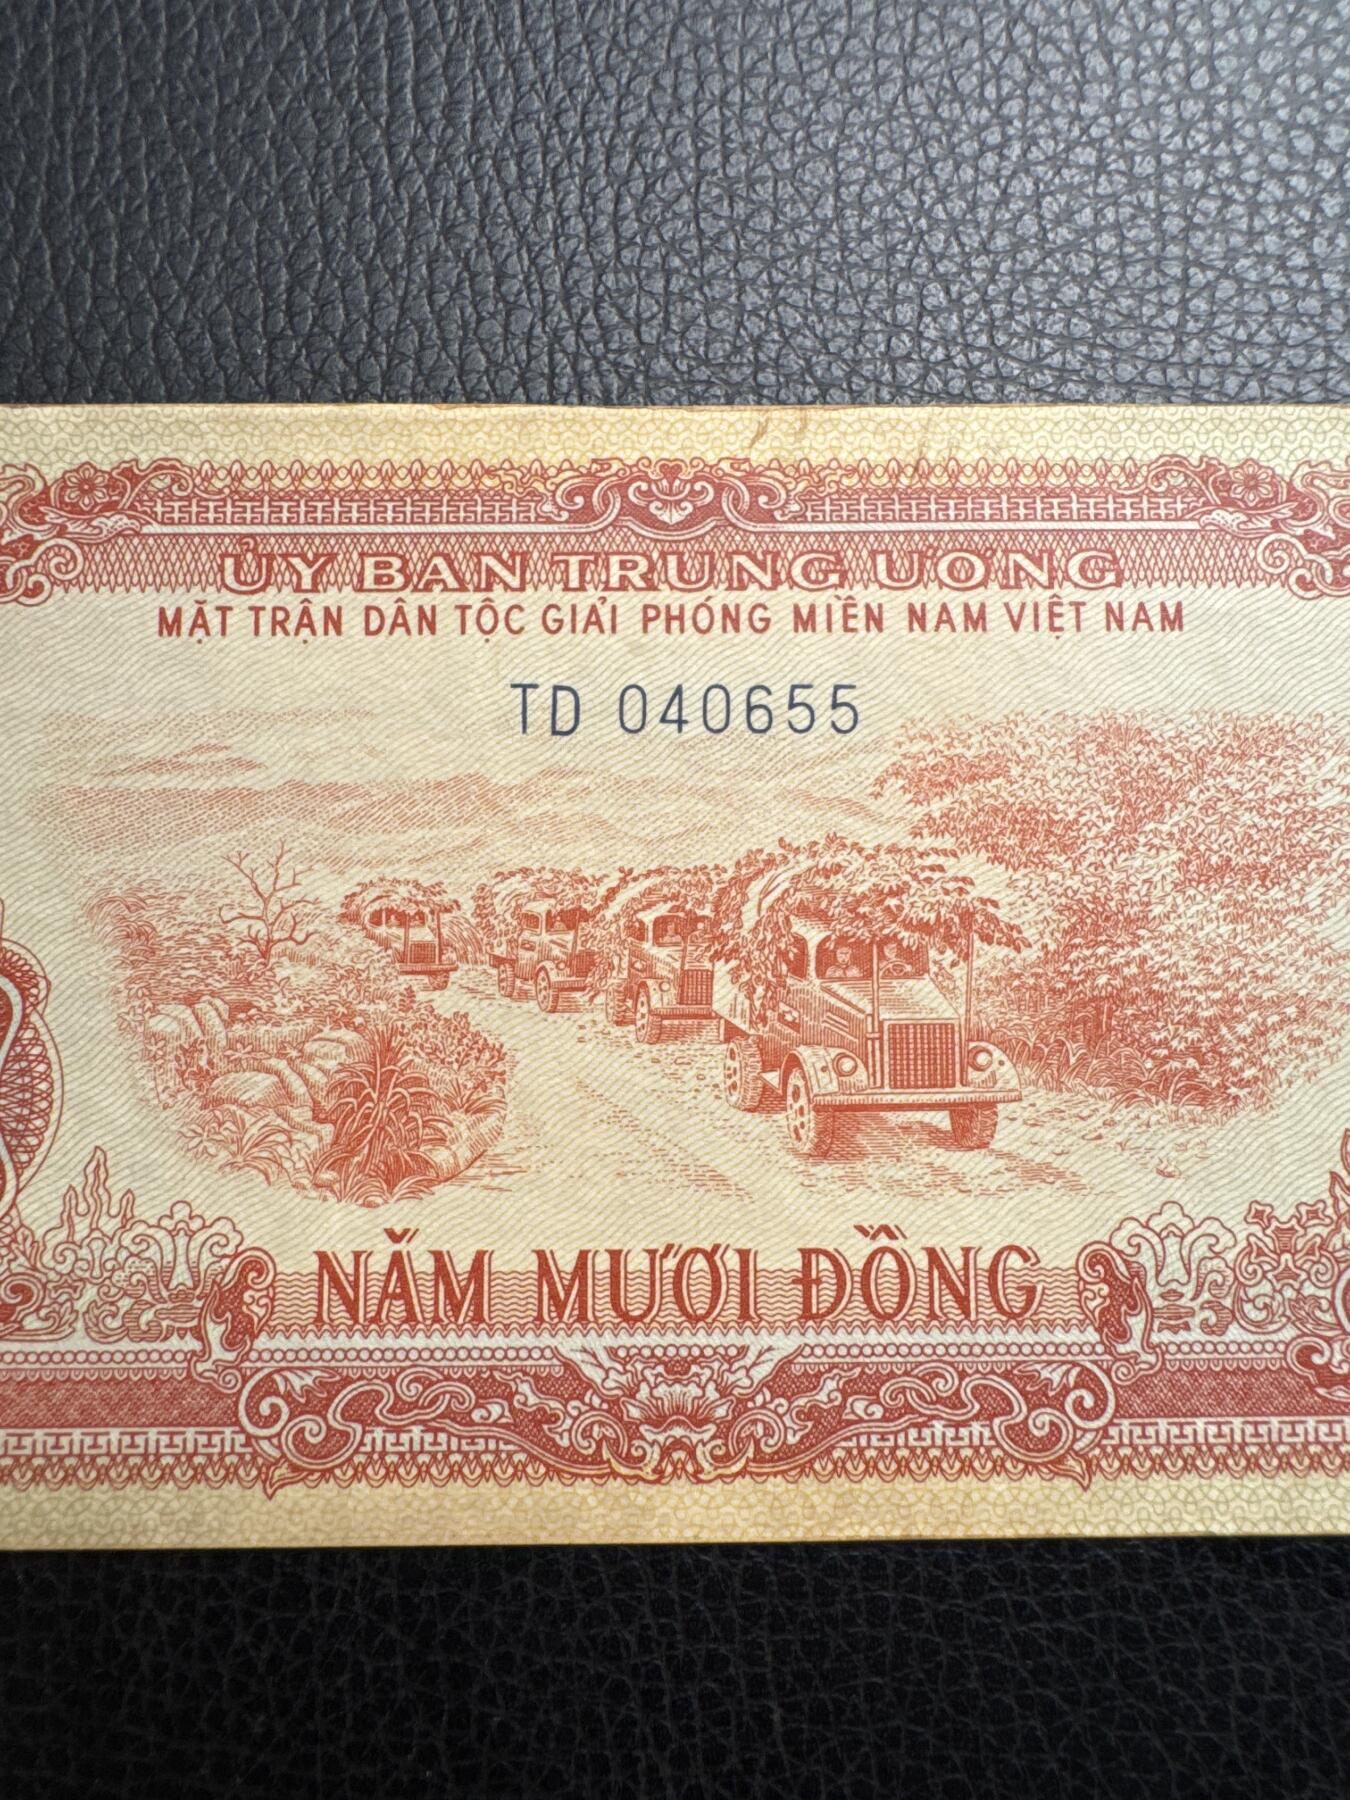 ỦY BAN TRUNG ƯƠNG
MẶT TRẬN DÂN TỘC GIẢI PHÓNG MIỀN NAM VIỆT NAM
TD 040655
NĂM MƯƠI ĐỒNG